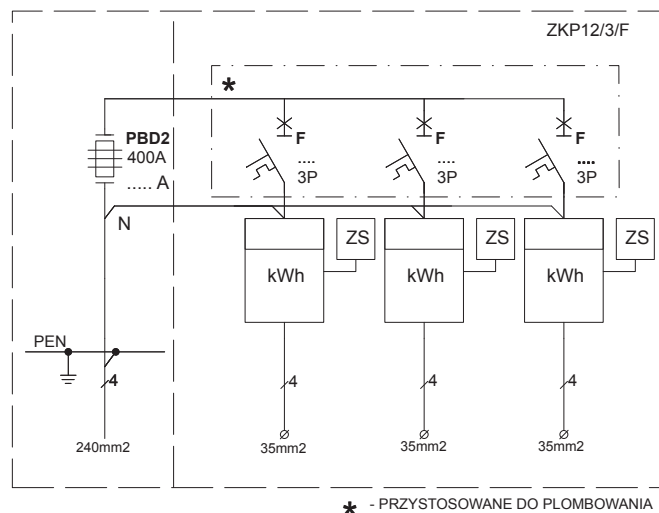 ZKP12/3/F
*
PBD2
400A
..... A
F
....
3P
F
....
3P
F
....
3P
N
kWh
ZS
kWh
ZS
kWh
ZS
PEN
4
4
4
4
240mm2
35mm2
35mm2
35mm2
* - PRZYSTOSOWANE DO PLOMBOWANIA